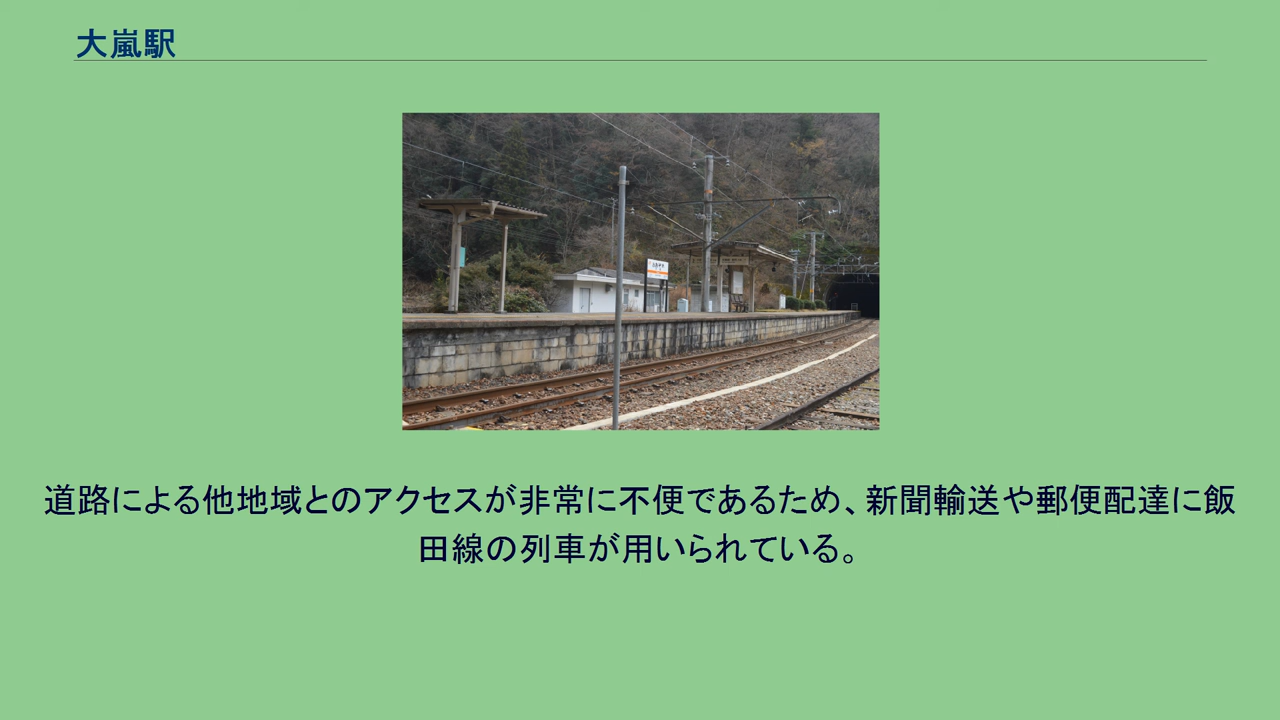 大嵐駅
道路による他地域とのアクセスが非常に不便であるため、新聞輸送や郵便配達に飯
田線の列車が用いられている。